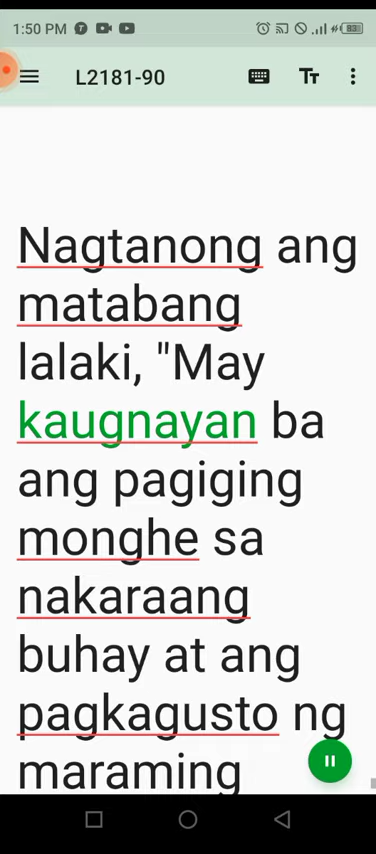 1:50 PM
83
L2181-90
Nagtanong ang
matabang
lalaki, "May
kaugnayan ba
ang pagiging
monghe sa
nakaraang
buhay at ang
pagkagusto ng
maraming